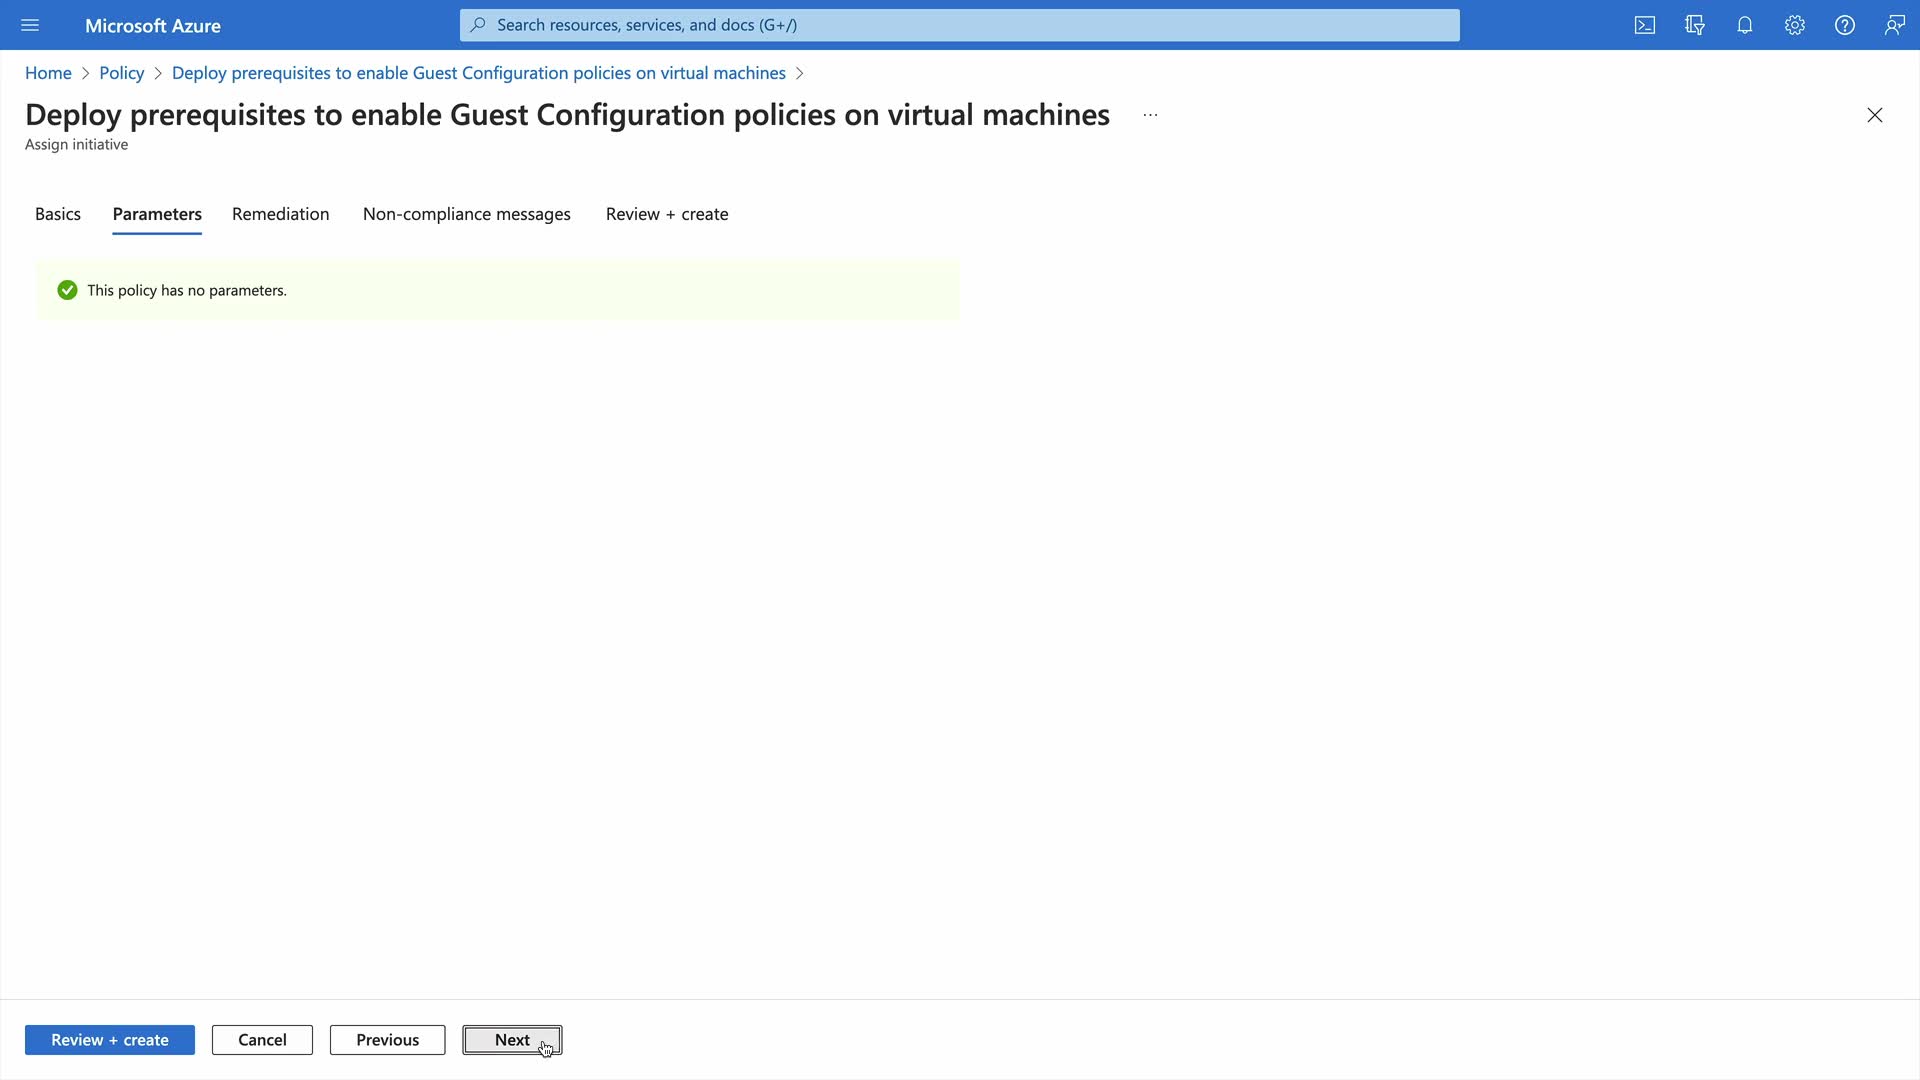 Microsoft Azure
Search resources, services, and docs (G+/)
Home > Policy > Deploy prerequisites to enable Guest Configuration policies on virtual machines >
Deploy prerequisites to enable Guest Configuration policies on virtual machines ...
Assign initiative
Basics Parameters Remediation Non-compliance messages Review + create
This policy has no parameters.
Review + create Cancel Previous Next